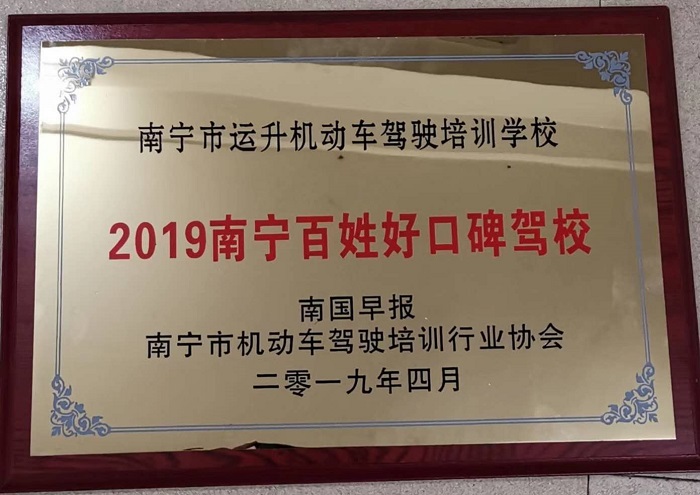 南宁市运升机动车驾驶培训学校
2019南宁百姓好口碑驾校
南国早报
南宁市机动车驾驶培训行业协会
二零一九年四月